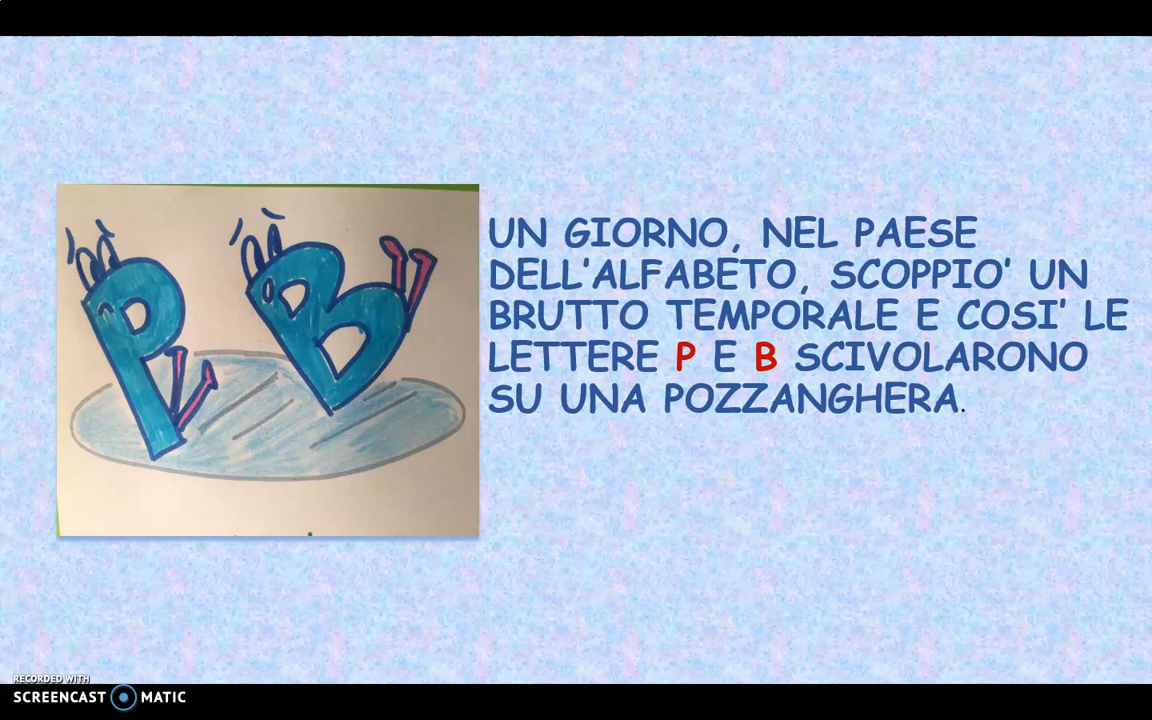 UN GIORNO, NEL PAESE
DELL'ALFABETO, SCOPPIO' UN
BRUTTO TEMPORALE E COSI' LE
LETTERE P E B SCIVOLARONO
SU UNA POZZANGHERA.
P B
RECORDED WITH
SCREENCAST MATIC